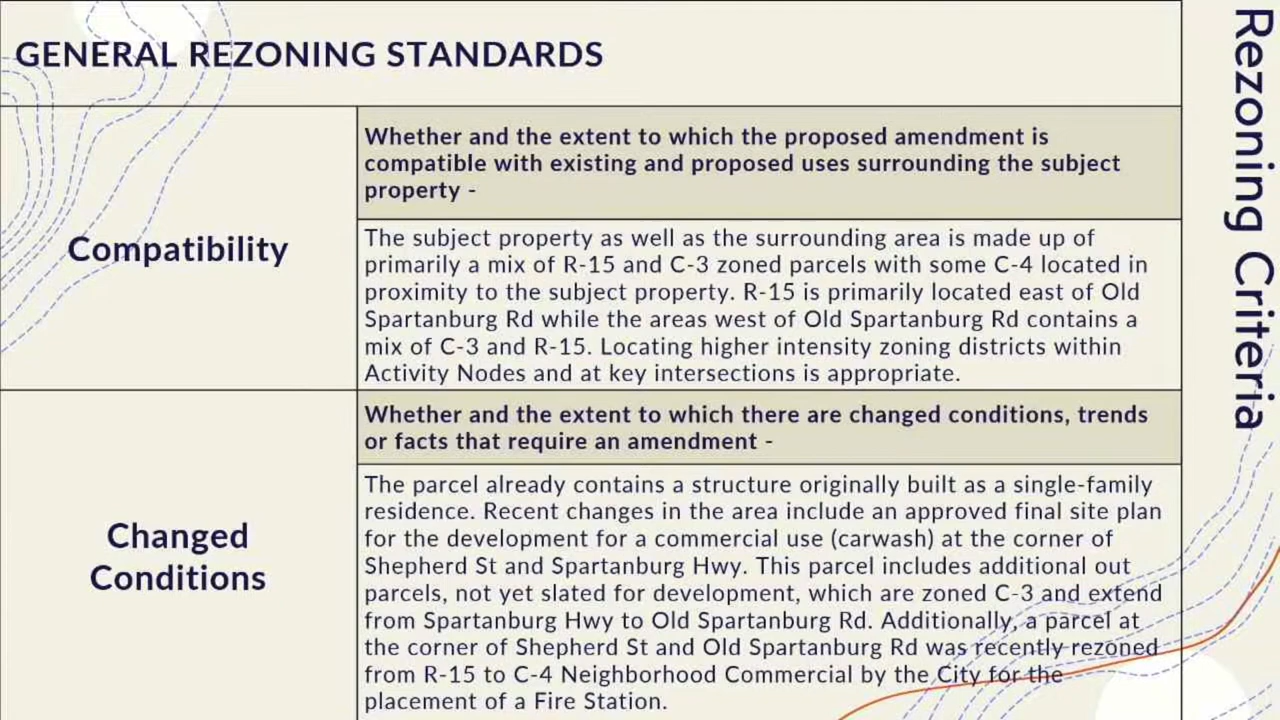 GENERAL REZONING STANDARDS
Rezoning Criteria
Compatibility
Whether and the extent to which the proposed amendment is
compatible with existing and proposed uses surrounding the subject
property -
The subject property as well as the surrounding area is made up of
primarily a mix of R-15 and C-3 zoned parcels with some C-4 located in
proximity to the subject property. R-15 is primarily located east of Old
Spartanburg Rd while the areas west of Old Spartanburg Rd contains a
mix of C-3 and R-15. Locating higher intensity zoning districts within
Activity Nodes and at key intersections is appropriate.
Changed
Conditions
Whether and the extent to which there are changed conditions, trends
or facts that require an amendment -
The parcel already contains a structure originally built as a single-family
residence. Recent changes in the area include an approved final site plan
for the development for a commercial use (carwash) at the corner of
Shepherd St and Spartanburg Hwy. This parcel includes additional out
parcels, not yet slated for development, which are zoned C-3 and extend
from Spartanburg Hwy to Old Spartanburg Rd. Additionally, a parcel at
the corner of Shepherd St and Old Spartanburg Rd was recently rezoned
from R-15 to C-4 Neighborhood Commercial by the City for the
placement of a Fire Station.